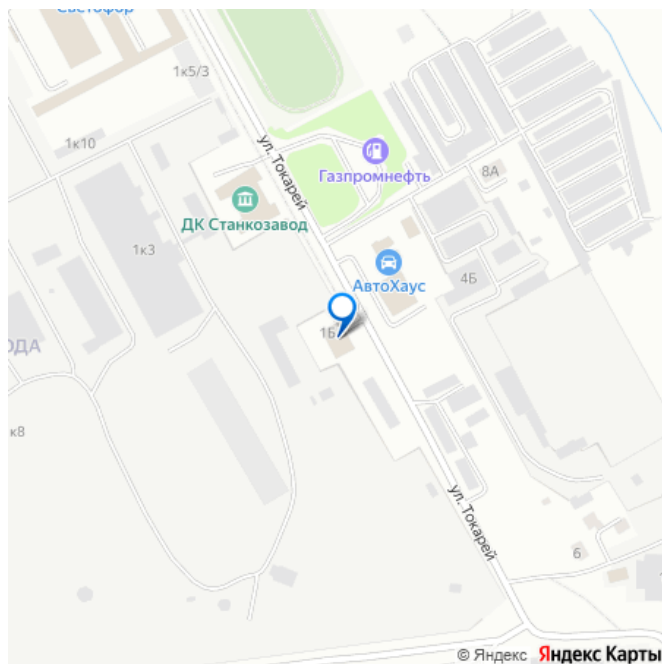 Светофор
1к5/3
1к10
ул. Токарей
Газпромнефть
8А
ДК Станкозавод
1к3
АвтоХаус
4Б
1Б
ОДА
1к8
ул. Токарей
6
© Яндекс Яндекс Карты